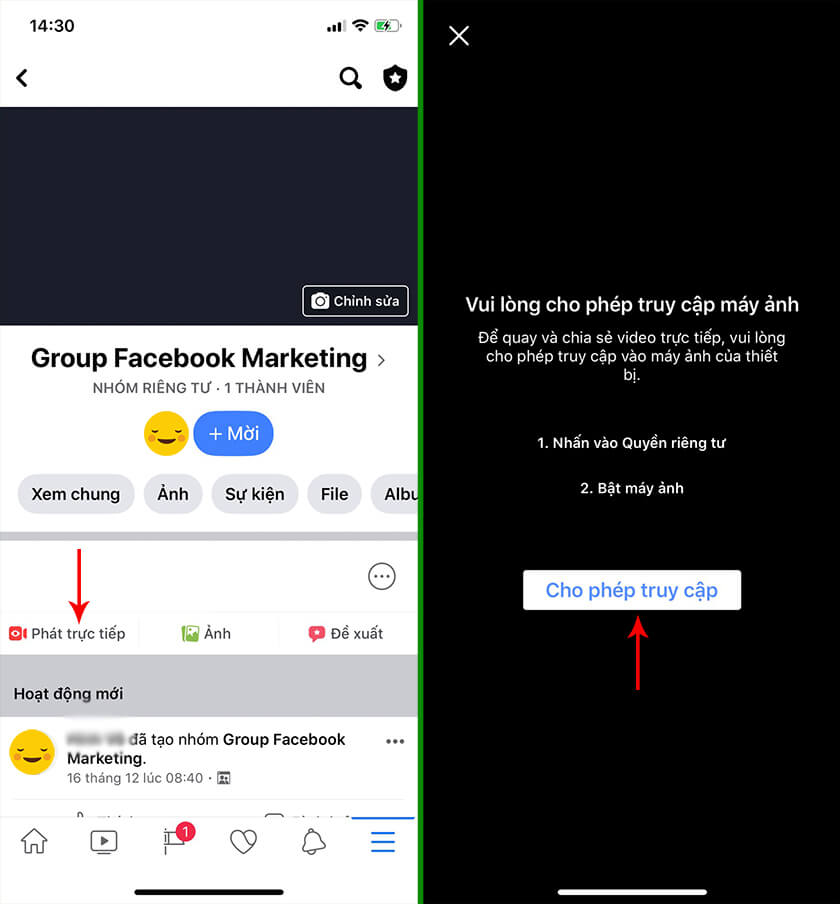 14:30
Chỉnh sửa
Group Facebook Marketing
NHÓM RIÊNG TƯ · 1 THÀNH VIÊN
+ Mời
Xem chung
Ảnh
Sự kiện
File
Albu
Phát trực tiếp
Ảnh
Đề xuất
Hoạt động mới
đã tạo nhóm Group Facebook
Marketing.
16 tháng 12 lúc 08:40 ·
1
Vui lòng cho phép truy cập máy ảnh
Để quay và chia sẻ video trực tiếp, vui lòng
cho phép truy cập vào máy ảnh của thiết
bị.
1. Nhấn vào Quyền riêng tư
2. Bật máy ảnh
Cho phép truy cập